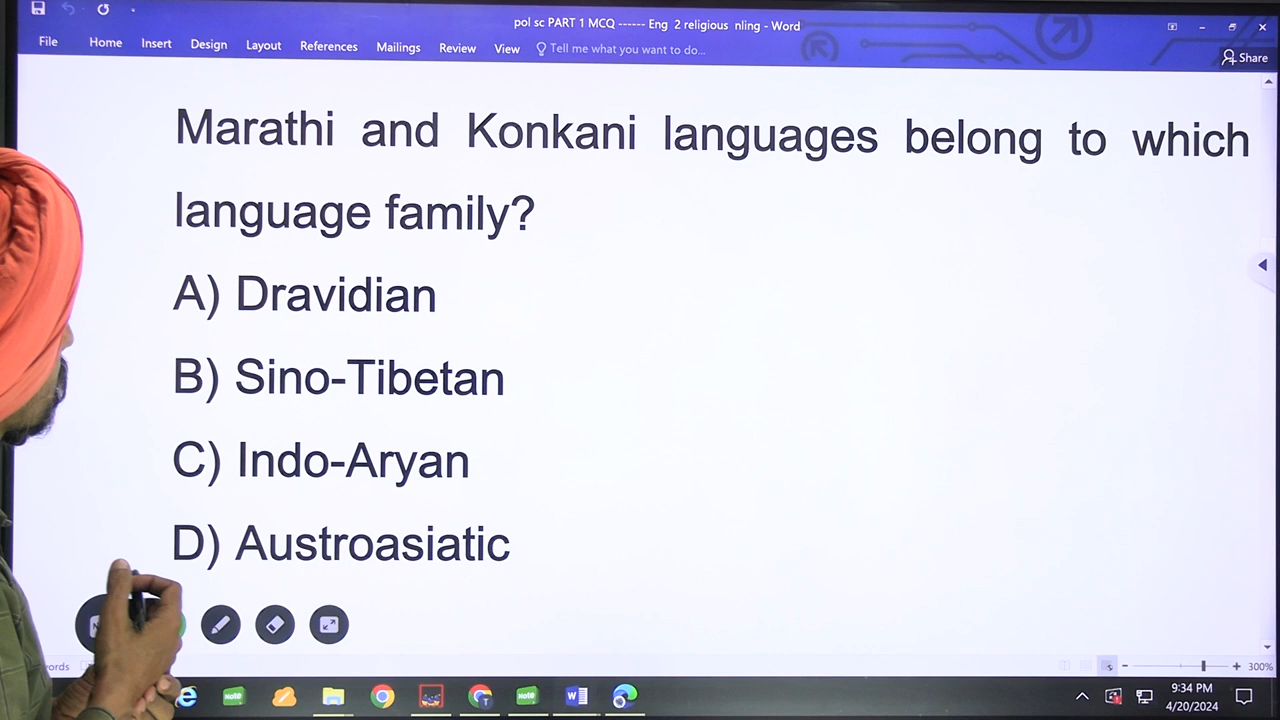 pol sc PART 1 MCQ ------ Eng 2 religious nling - Word
File Home Insert Design Layout References Mailings Review View Tell me what you want to do... Share
Marathi and Konkani languages belong to which
language family?
A) Dravidian
B) Sino-Tibetan
C) Indo-Aryan
D) Austroasiatic
300%
Note
Note
9:34 PM
4/20/2024